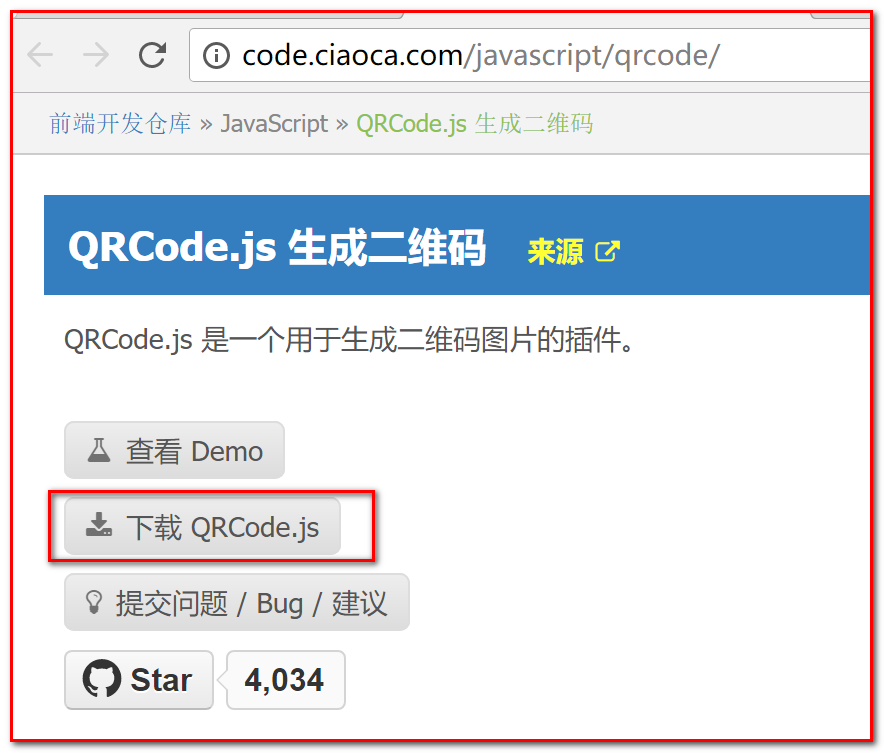 code.ciaoca.com/javascript/qrcode/
前端开发仓库 » JavaScript » QRCode.js 生成二维码
QRCode.js 生成二维码 来源
QRCode.js 是一个用于生成二维码图片的插件。
查看 Demo
下载 QRCode.js
提交问题 / Bug / 建议
Star 4,034